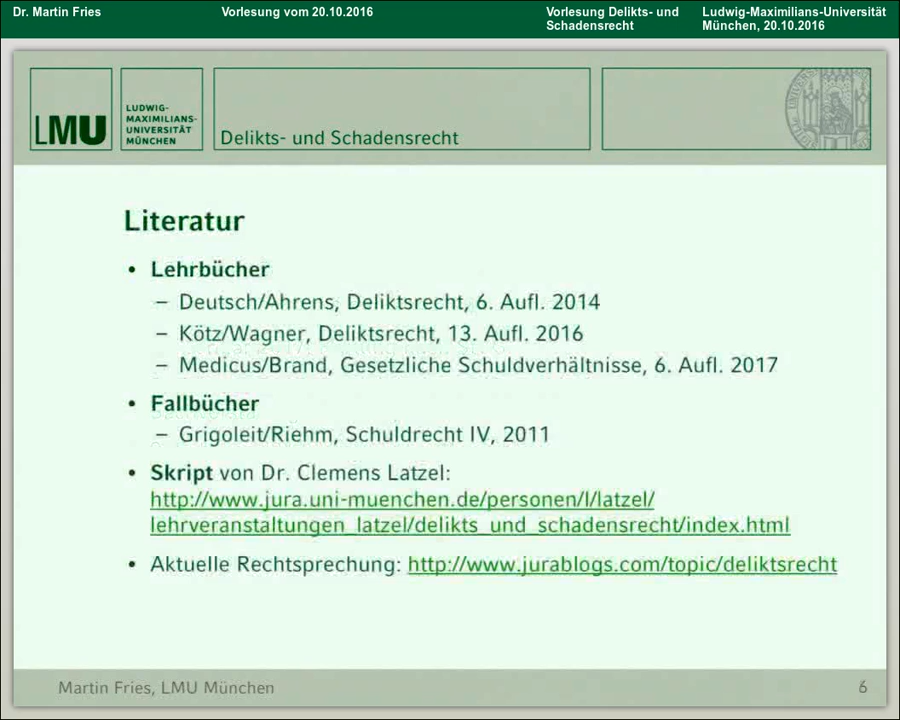 Dr. Martin Fries
Vorlesung vom 20.10.2016
Vorlesung Delikts- und
Schadensrecht
Ludwig-Maximilians-Universität
München, 20.10.2016
LMU
LUDWIG-
MAXIMILIANS-
UNIVERSITÄT
MÜNCHEN
Delikts- und Schadensrecht
Literatur
• Lehrbücher
– Deutsch/Ahrens, Deliktsrecht, 6. Aufl. 2014
– Kötz/Wagner, Deliktsrecht, 13. Aufl. 2016
– Medicus/Brand, Gesetzliche Schuldverhältnisse, 6. Aufl. 2017
• Fallbücher
– Grigoleit/Riehm, Schuldrecht IV, 2011
• Skript von Dr. Clemens Latzel:
http://www.jura.uni-muenchen.de/personen/l/latzel/
lehrveranstaltungen_latzel/delikts_und_schadensrecht/index.html
• Aktuelle Rechtsprechung: http://www.jurablogs.com/topic/deliktsrecht
Martin Fries, LMU München
6